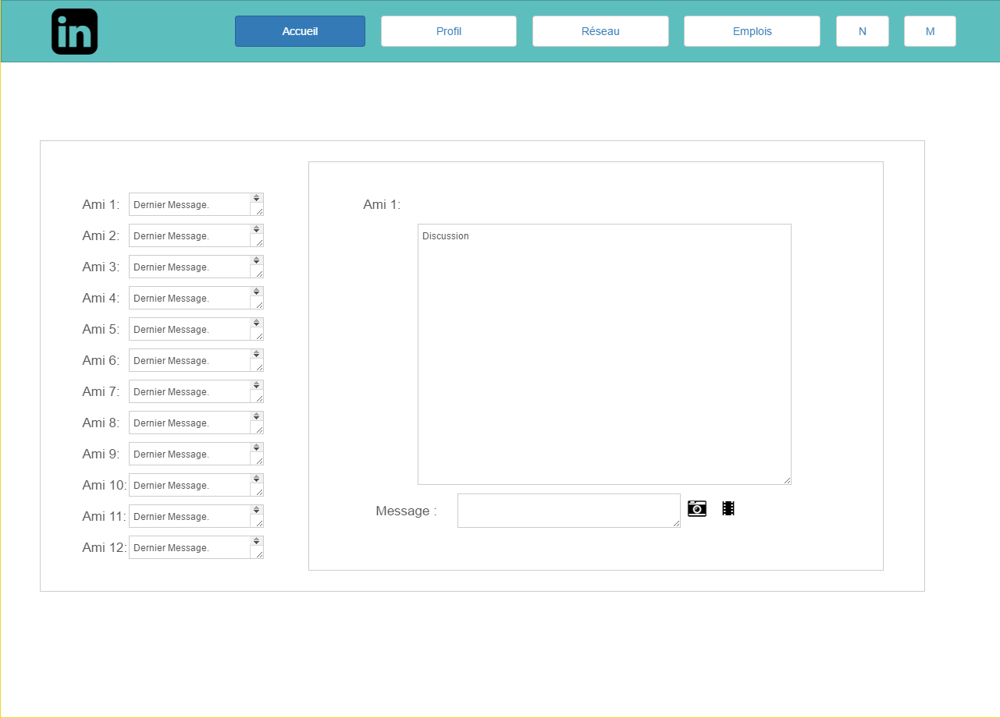 in
Accueil
Profil
Réseau
Emplois
N
M
Ami 1:
Dernier Message.
Ami 2:
Dernier Message.
Ami 3:
Dernier Message.
Ami 4:
Dernier Message.
Ami 5:
Dernier Message.
Ami 6:
Dernier Message.
Ami 7:
Dernier Message.
Ami 8:
Dernier Message.
Ami 9:
Dernier Message.
Ami 10:
Dernier Message.
Ami 11:
Dernier Message.
Ami 12:
Dernier Message.
Ami 1:
Discussion
Message :